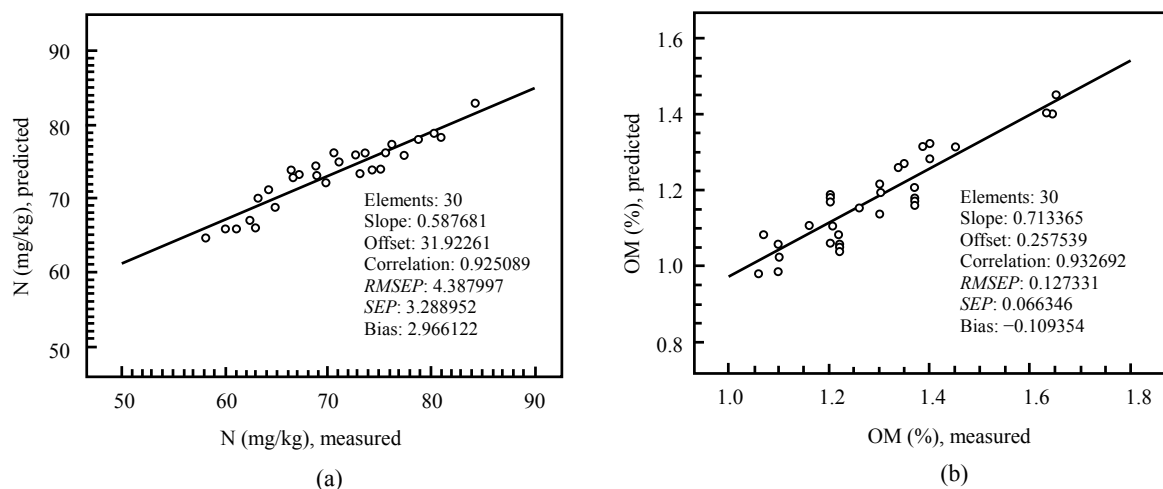 90
80
70
60
50
N (mg/kg), predicted
Elements: 30
Slope: 0.587681
Offset: 31.92261
Correlation: 0.925089
RMSEP: 4.387997
SEP: 3.288952
Bias: 2.966122
50 60 70 80 90
N (mg/kg), measured
(a)
1.6
1.4
1.2
1.0
0.8
OM (%), predicted
Elements: 30
Slope: 0.713365
Offset: 0.257539
Correlation: 0.932692
RMSEP: 0.127331
SEP: 0.066346
Bias: −0.109354
1.0 1.2 1.4 1.6 1.8
OM (%), measured
(b)